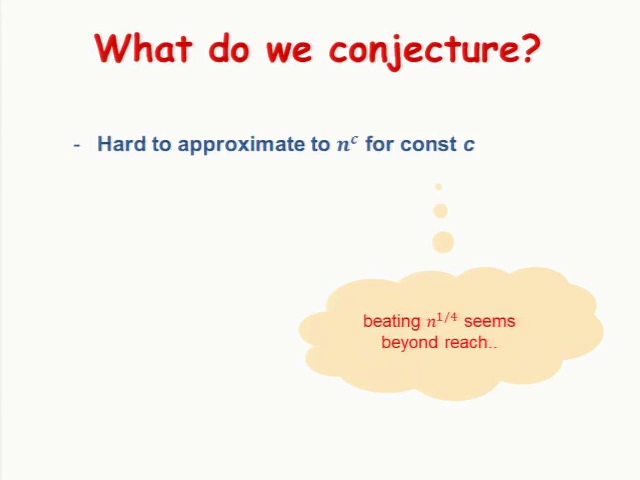 What do we conjecture?
- Hard to approximate to n^c for const c
beating n^{1/4} seems
beyond reach..